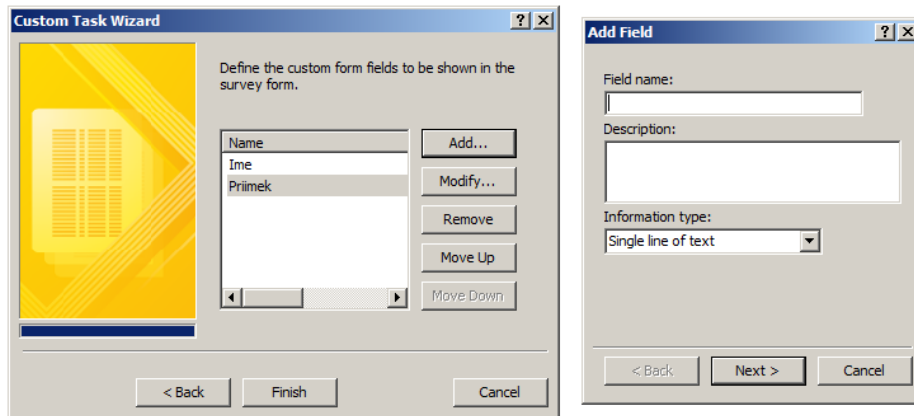 Custom Task Wizard
Define the custom form fields to be shown in the
survey form.
Name
Ime
Priimek
Add...
Modify...
Remove
Move Up
Move Down
< Back
Finish
Cancel
Add Field
Field name:
Description:
Information type:
Single line of text
< Back
Next >
Cancel